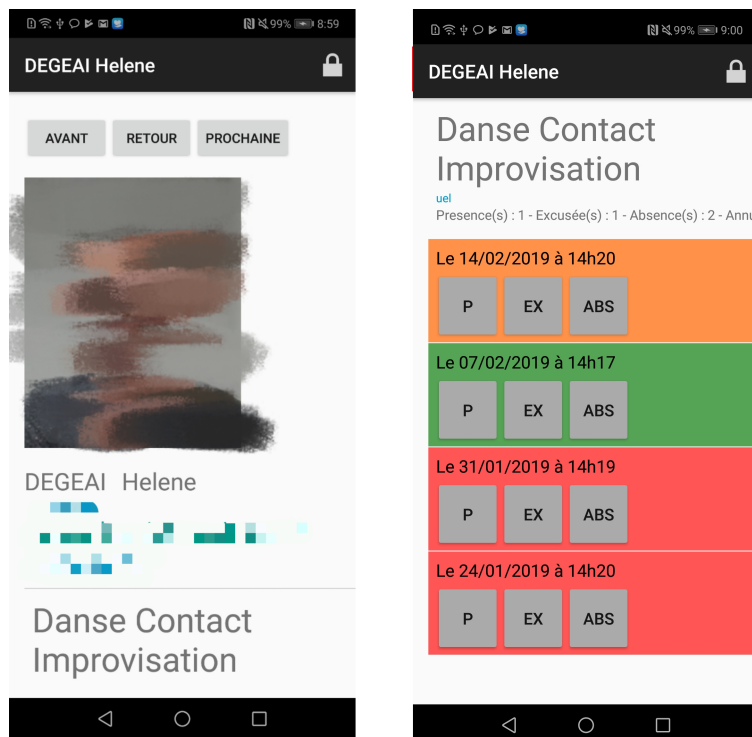 99% 8:59
DEGEAI Helene
AVANT RETOUR PROCHAINE
DEGEAI Helene
Danse Contact
Improvisation
99% 9:00
DEGEAI Helene
Danse Contact
Improvisation
uel
Presence(s) : 1 - Excusée(s) : 1 - Absence(s) : 2 - Annu
Le 14/02/2019 à 14h20
P EX ABS
Le 07/02/2019 à 14h17
P EX ABS
Le 31/01/2019 à 14h19
P EX ABS
Le 24/01/2019 à 14h20
P EX ABS